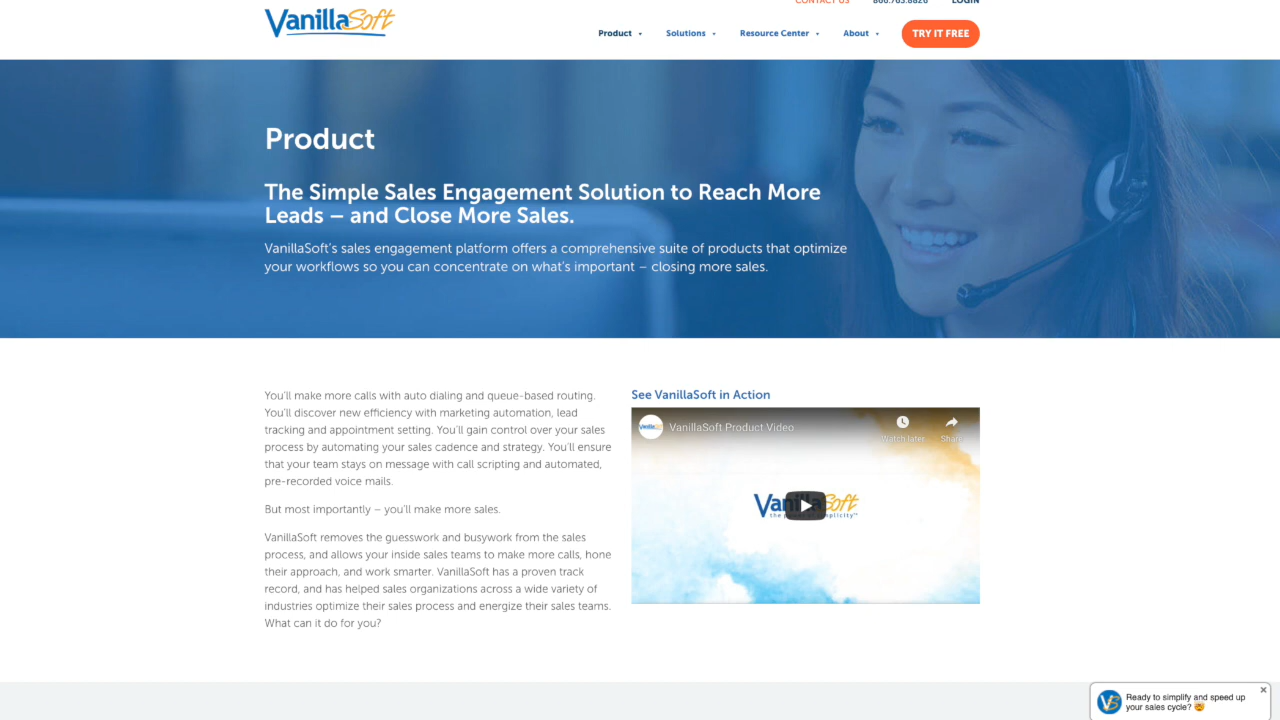 CONTACT US 866.763.8826 LOGIN
VanillaSoft
Product Solutions Resource Center About TRY IT FREE
Product
The Simple Sales Engagement Solution to Reach More
Leads – and Close More Sales.
VanillaSoft's sales engagement platform offers a comprehensive suite of products that optimize
your workflows so you can concentrate on what's important – closing more sales.
You'll make more calls with auto dialing and queue-based routing.
You'll discover new efficiency with marketing automation, lead
tracking and appointment setting. You'll gain control over your sales
process by automating your sales cadence and strategy. You'll ensure
that your team stays on message with call scripting and automated,
pre-recorded voice mails.
But most importantly – you'll make more sales.
VanillaSoft removes the guesswork and busywork from the sales
process, and allows your inside sales teams to make more calls, hone
their approach, and work smarter. VanillaSoft has a proven track
record, and has helped sales organizations across a wide variety of
industries optimize their sales process and energize their sales teams.
What can it do for you?
See VanillaSoft in Action
VanillaSoft
VanillaSoft Product Video
Watch later Share
VanillaSoft
Ready to simplify and speed up
your sales cycle? 🤯